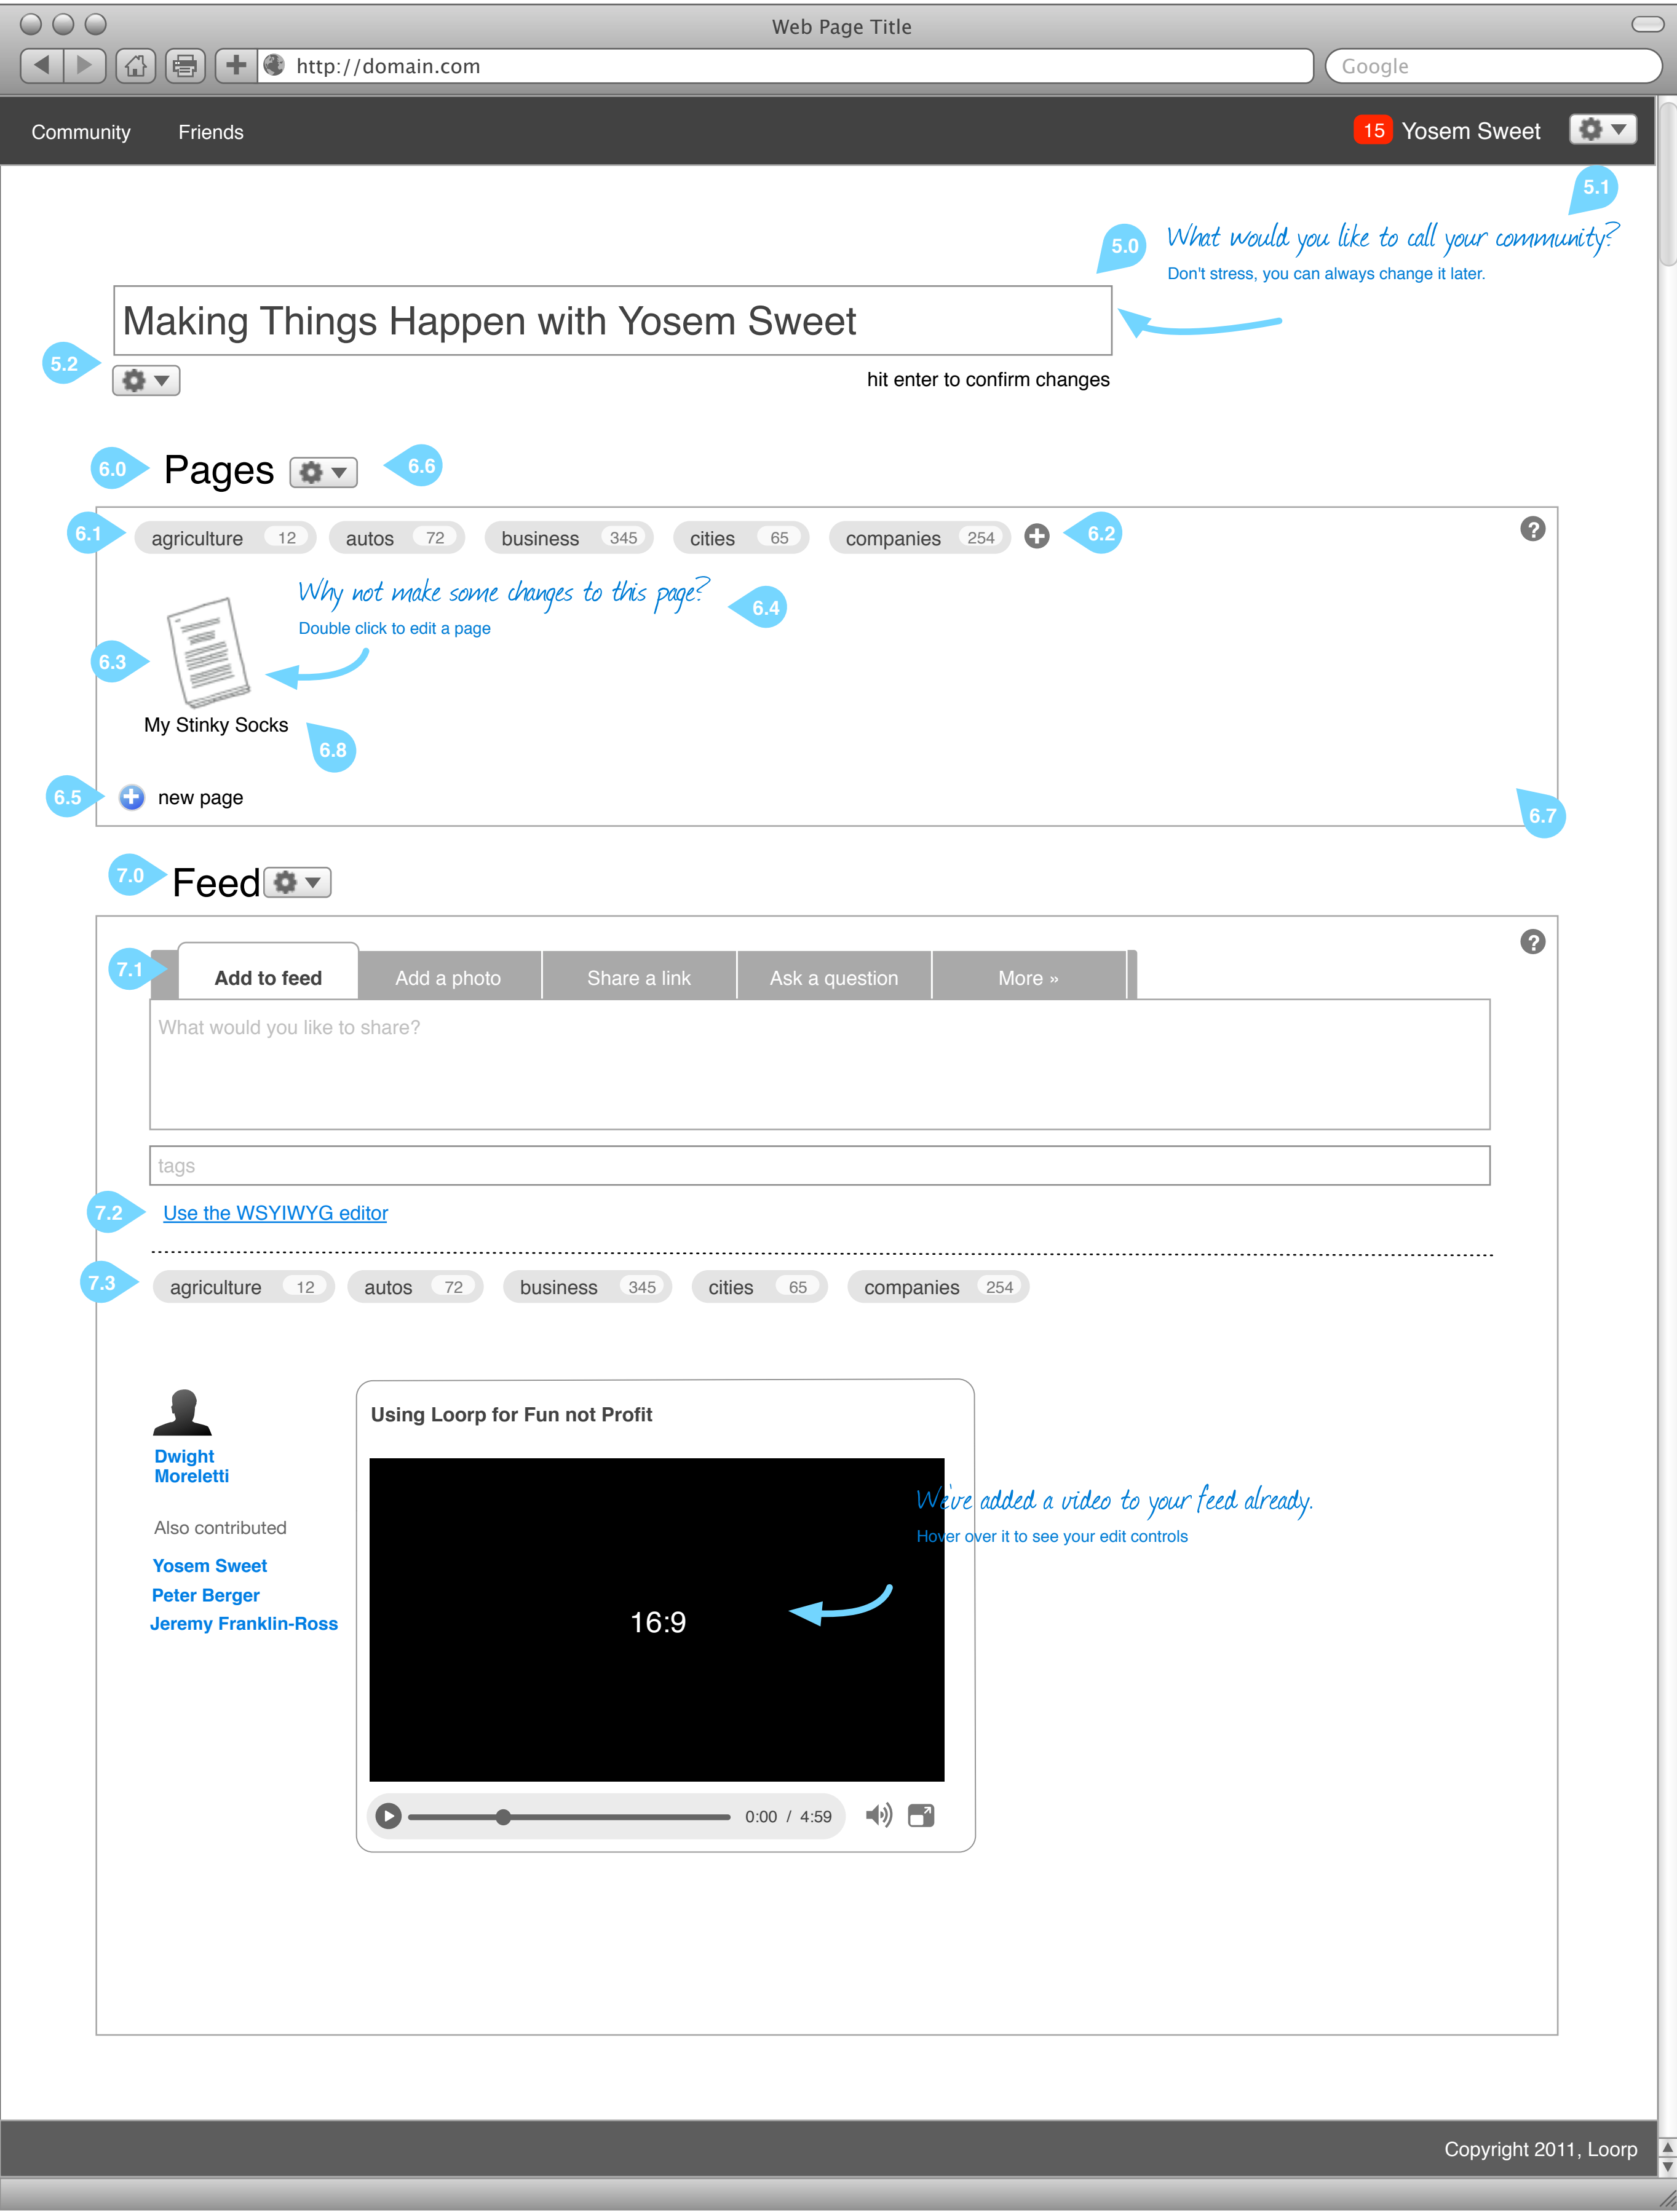 Web Page Title
http://domain.com
Google
Community Friends 15 Yosem Sweet
5.1
5.0 What would you like to call your community?
Don't stress, you can always change it later.
Making Things Happen with Yosem Sweet
5.2
hit enter to confirm changes
6.0 Pages 6.6
6.1 agriculture 12 autos 72 business 345 cities 65 companies 254 6.2 ?
Why not make some changes to this page?
6.4
Double click to edit a page
6.3
My Stinky Socks
6.8
6.5 new page
6.7
7.0 Feed
?
7.1 Add to feed Add a photo Share a link Ask a question More »
What would you like to share?
tags
7.2 Use the WSYIWYG editor
7.3 agriculture 12 autos 72 business 345 cities 65 companies 254
Using Loorp for Fun not Profit
Dwight
Moreletti
We've added a video to your feed already.
Also contributed
Hover over it to see your edit controls
Yosem Sweet
Peter Berger
Jeremy Franklin-Ross
16:9
0:00 / 4:59
Copyright 2011, Loorp